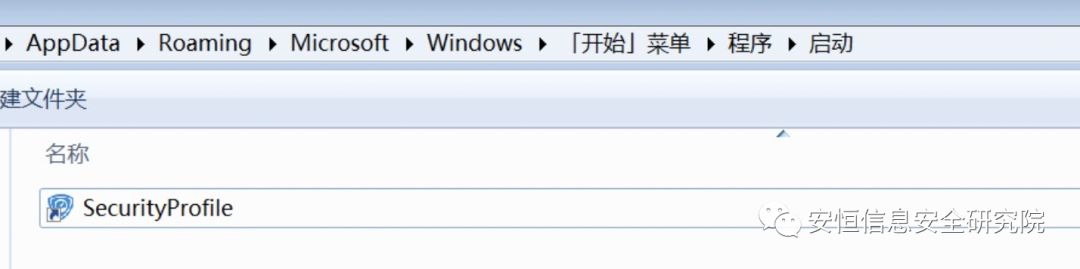 AppData Roaming Microsoft Windows 「开始」菜单 程序 启动
建文件夹
名称
SecurityProfile
安恒信息安全研究院